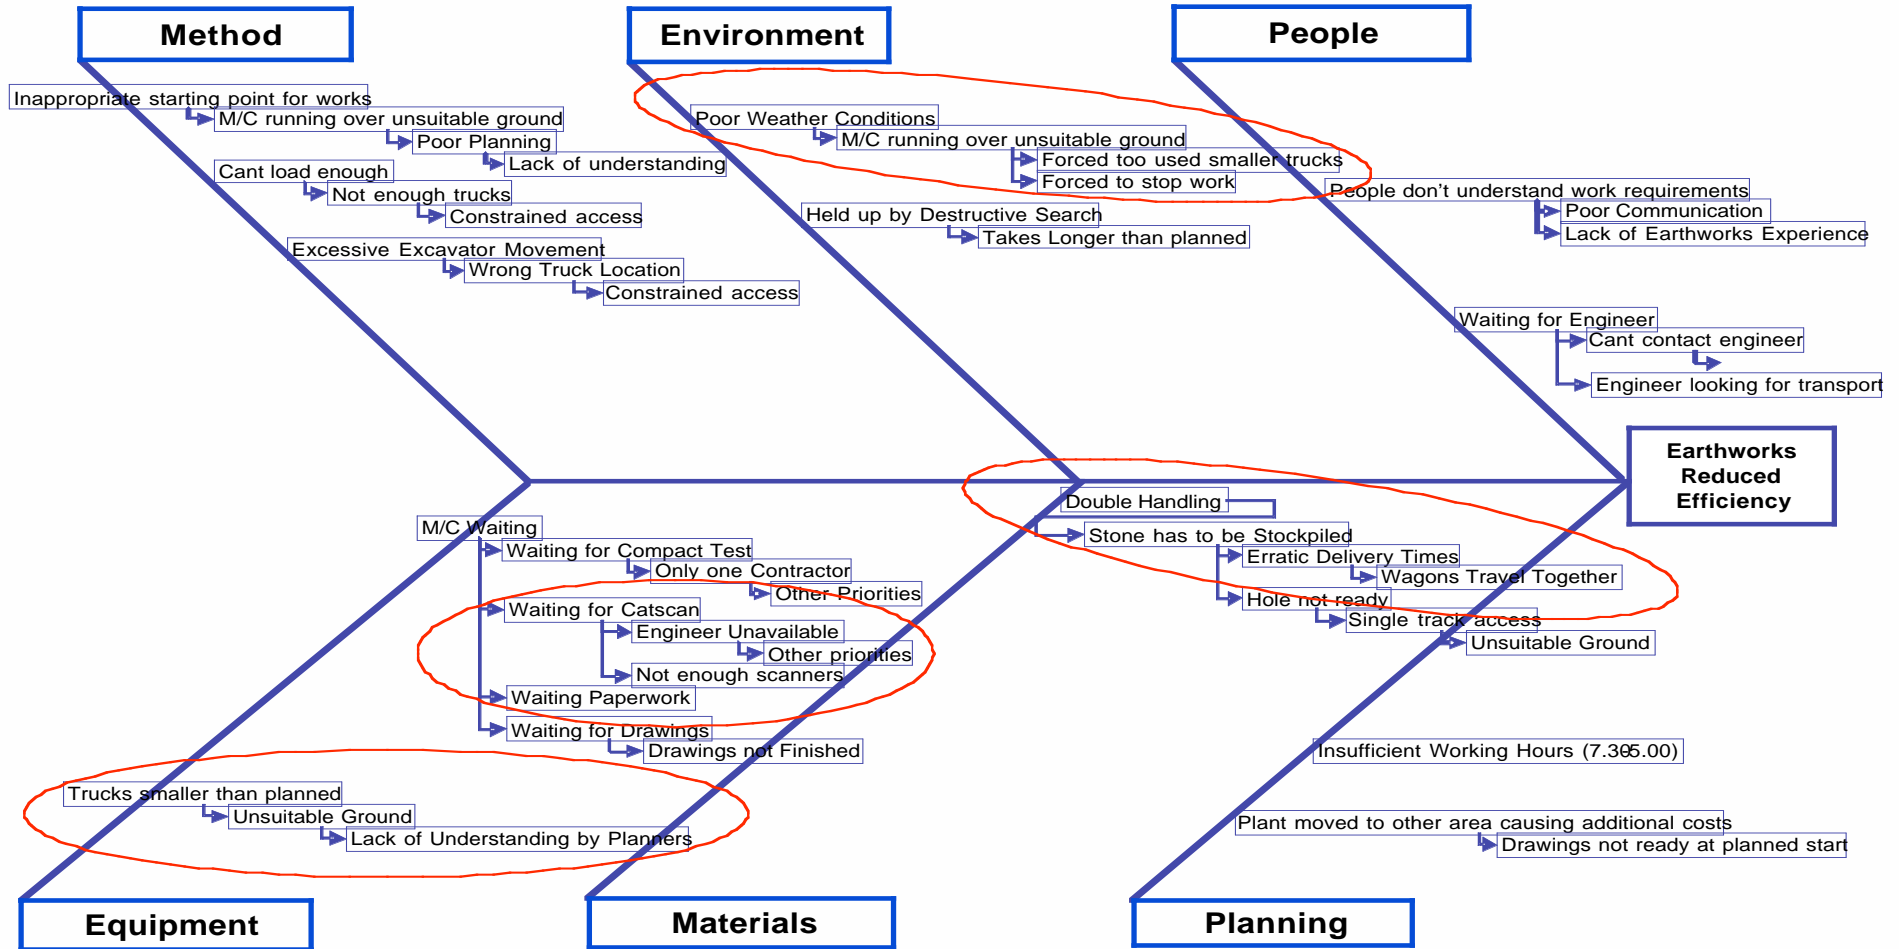 Method
Environment
People
Inappropriate starting point for works
M/C running over unsuitable ground
Poor Planning
Lack of understanding
Cant load enough
Not enough trucks
Constrained access
Excessive Excavator Movement
Wrong Truck Location
Constrained access
Poor Weather Conditions
M/C running over unsuitable ground
Forced too used smaller trucks
Forced to stop work
Held up by Destructive Search
Takes Longer than planned
People don't understand work requirements
Poor Communication
Lack of Earthworks Experience
Waiting for Engineer
Cant contact engineer
Engineer looking for transport
Earthworks
Reduced
Efficiency
M/C Waiting
Waiting for Compact Test
Only one Contractor
Other Priorities
Waiting for Catscan
Engineer Unavailable
Other priorities
Not enough scanners
Waiting Paperwork
Waiting for Drawings
Drawings not Finished
Trucks smaller than planned
Unsuitable Ground
Lack of Understanding by Planners
Double Handling
Stone has to be Stockpiled
Erratic Delivery Times
Wagons Travel Together
Hole not ready
Single track access
Unsuitable Ground
Insufficient Working Hours (7.30-5.00)
Plant moved to other area causing additional costs
Drawings not ready at planned start
Equipment
Materials
Planning